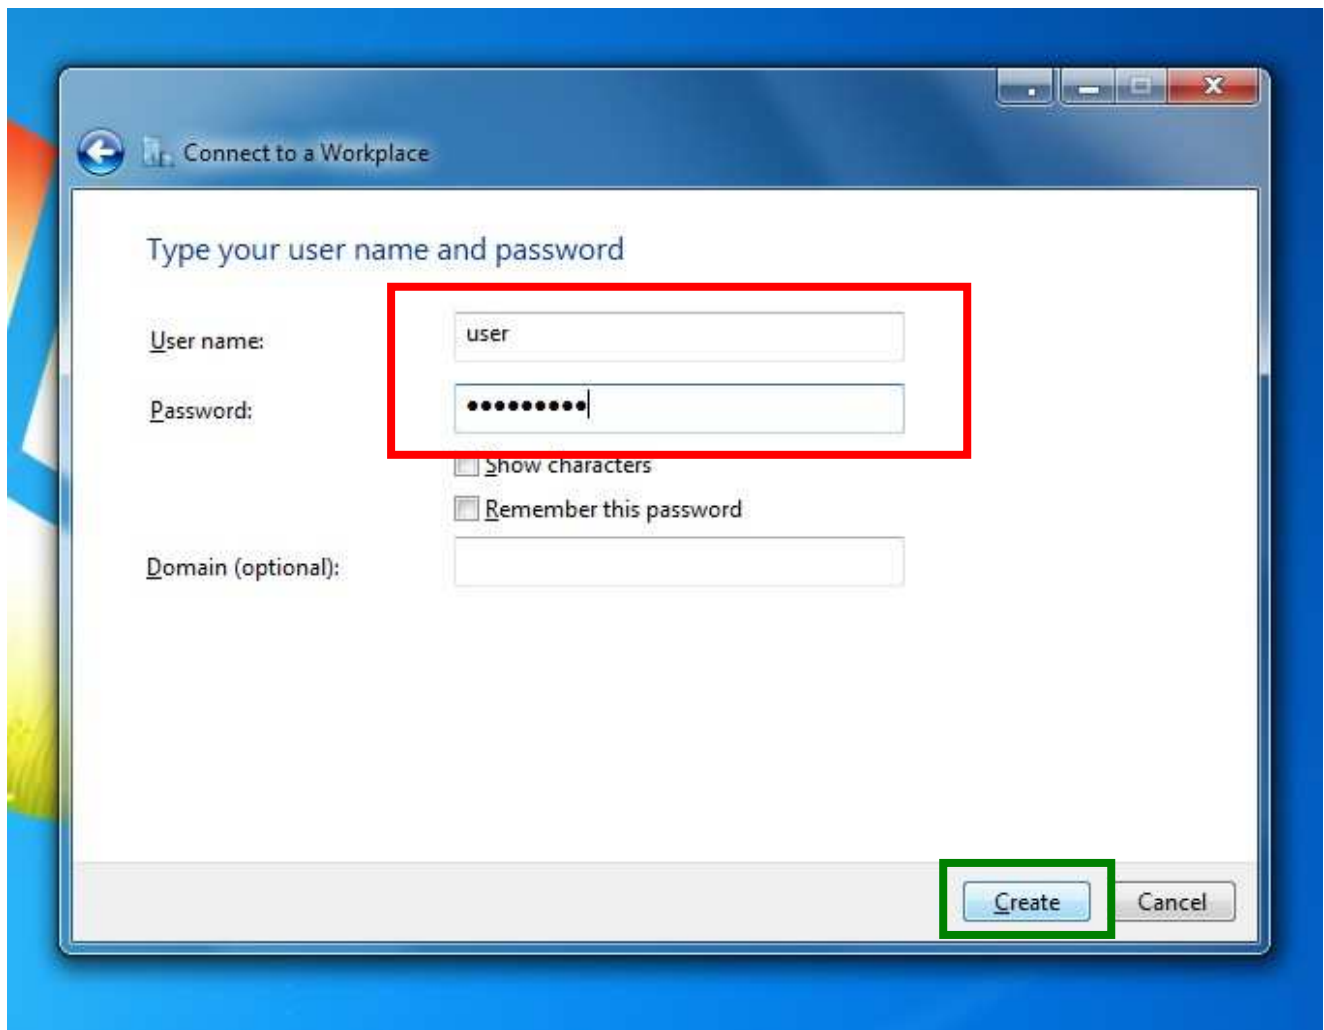 Connect to a Workplace
Type your user name and password
User name: user
Password: •••••••••
Show characters
Remember this password
Domain (optional):
Create Cancel